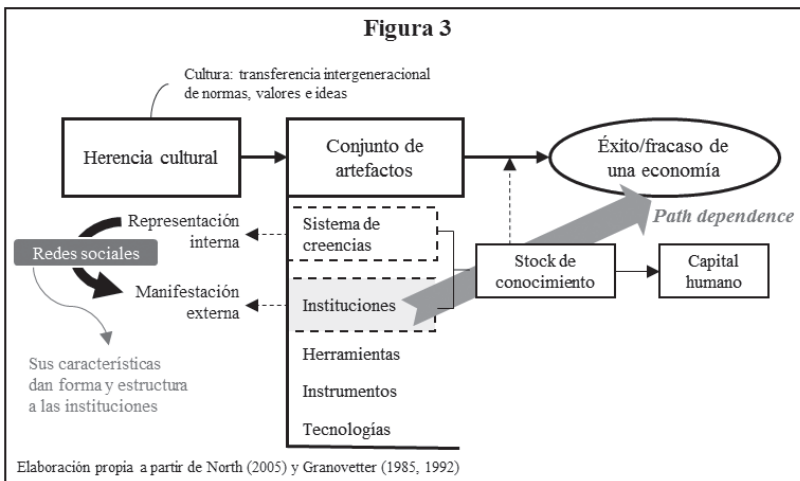 Figura 3
Cultura: transferencia intergeneracional
de normas, valores e ideas
Herencia cultural
Conjunto de
artefactos
Éxito/fracaso de
una economía
Path dependence
Representación
interna
Redes sociales
Manifestación
externa
Sus características
dan forma y estructura
a las instituciones
Sistema de
creencias
Instituciones
Herramientas
Instrumentos
Tecnologías
Stock de
conocimiento
Capital
humano
Elaboración propia a partir de North (2005) y Granovetter (1985, 1992)